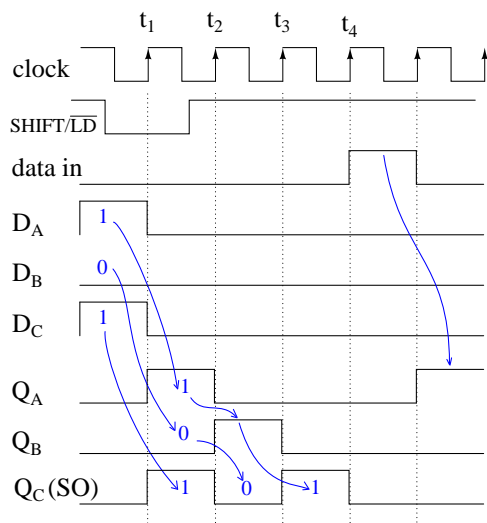 t1 t2 t3 t4
clock
SHIFT/LD
data in
DA 1
DB 0
DC 1
QA 1
QB 0
QC (SO) 1 0 1